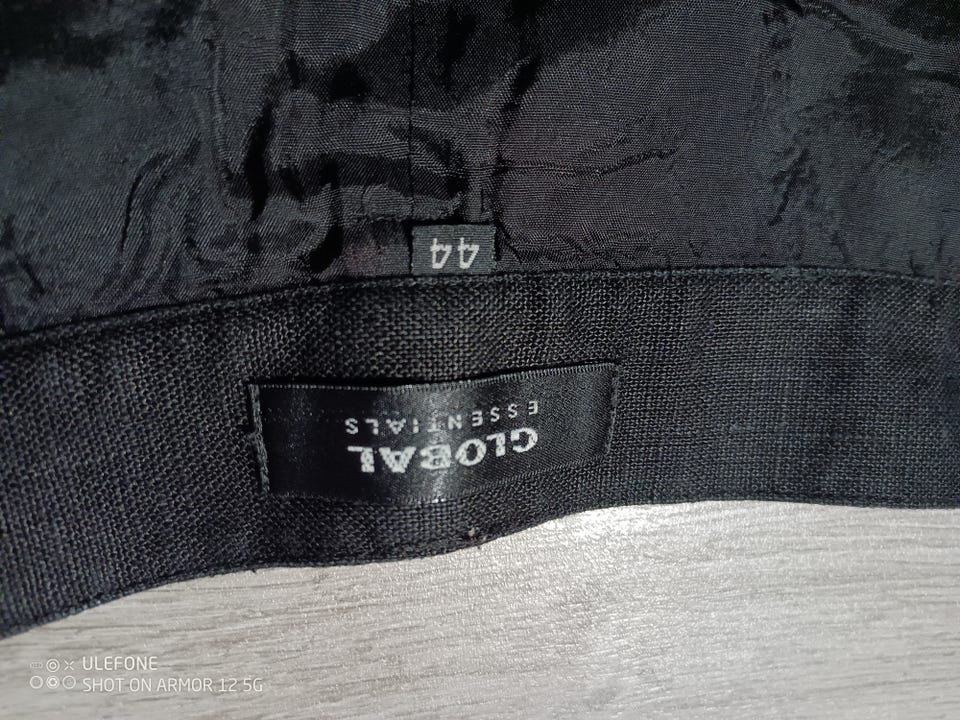 44
GLOBAL
ESSENTIALS
ULEFONE
SHOT ON ARMOR 12 5G